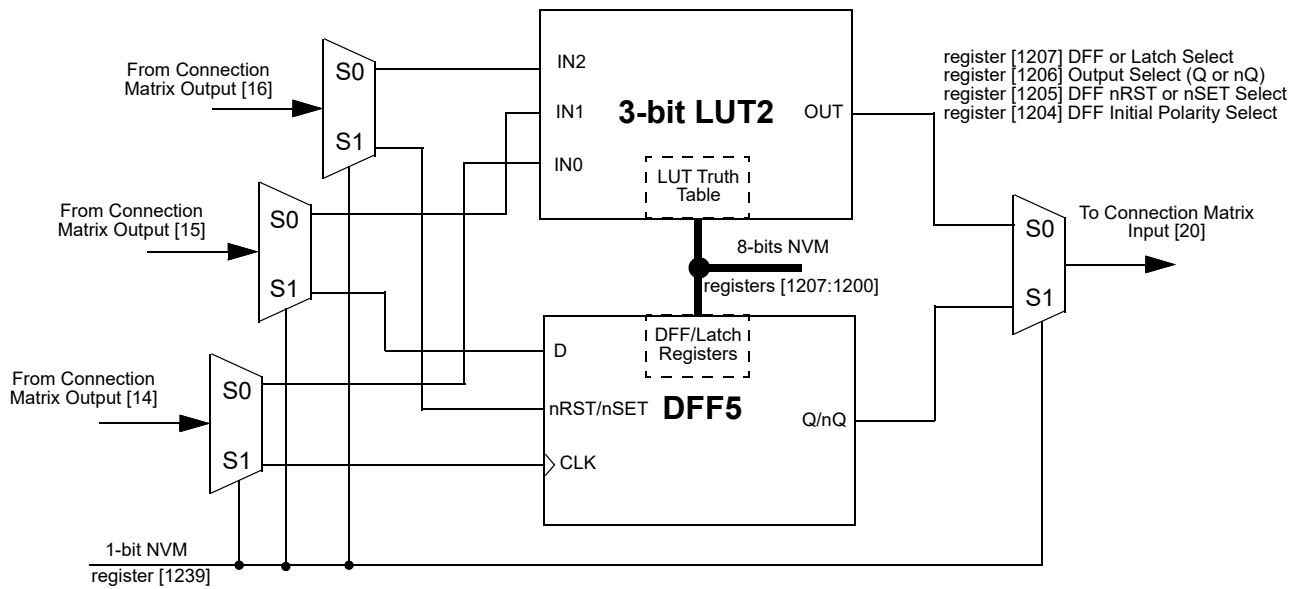 From Connection
Matrix Output [16]
S0
S1
From Connection
Matrix Output [15]
S0
S1
From Connection
Matrix Output [14]
S0
S1
IN2
IN1
IN0
3-bit LUT2
OUT
LUT Truth
Table
register [1207] DFF or Latch Select
register [1206] Output Select (Q or nQ)
register [1205] DFF nRST or nSET Select
register [1204] DFF Initial Polarity Select
8-bits NVM
registers [1207:1200]
DFF/Latch
Registers
D
nRST/nSET
DFF5
CLK
Q/nQ
S0
S1
To Connection Matrix
Input [20]
1-bit NVM
register [1239]